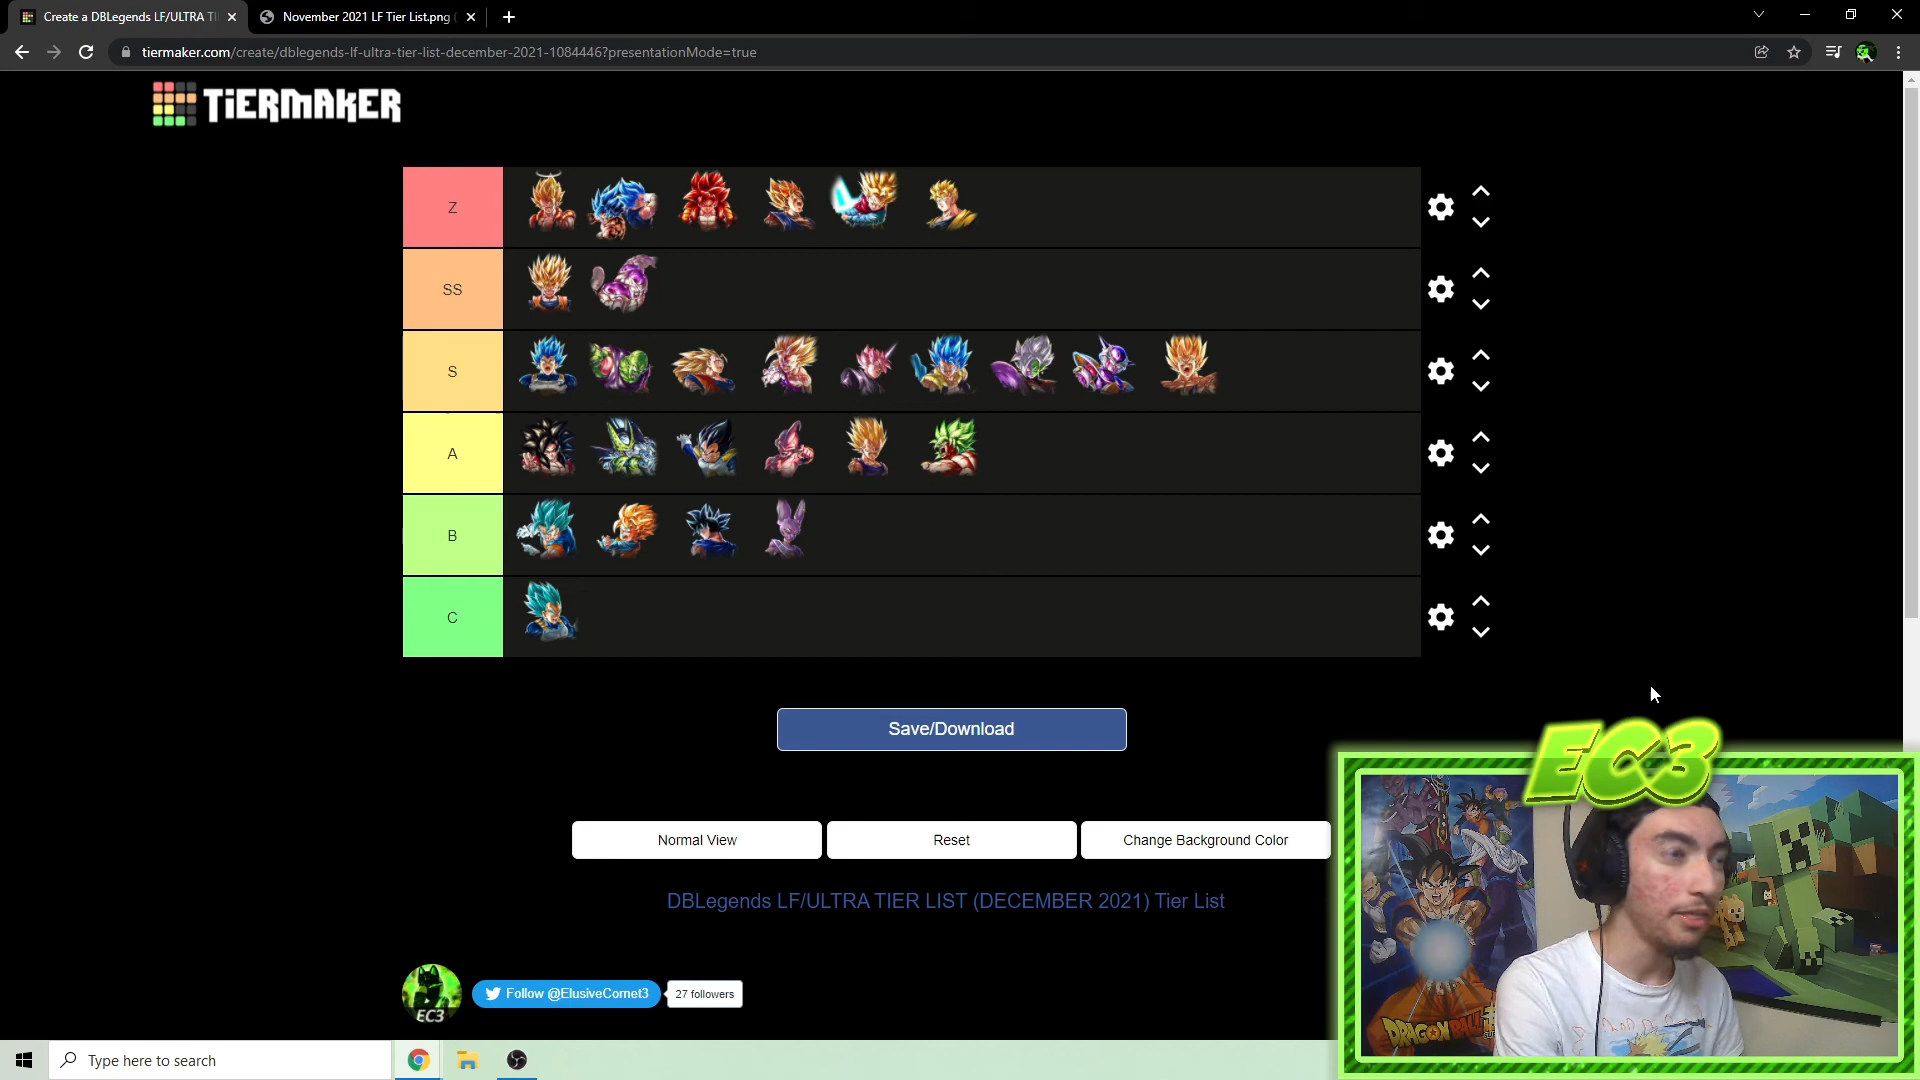 Create a DBLegends LF/ULTRA TI
November 2021 LF Tier List.png (
tiermaker.com/create/dblegends-lf-ultra-tier-list-december-2021-1084446?presentationMode=true
TiERMAKER
Z
SS
S
A
B
C
Save/Download
EC3
Normal View
Reset
Change Background Color
DBLegends LF/ULTRA TIER LIST (DECEMBER 2021) Tier List
EC3
Follow @ElusiveComet3
27 followers
DRAGON BALL
Type here to search